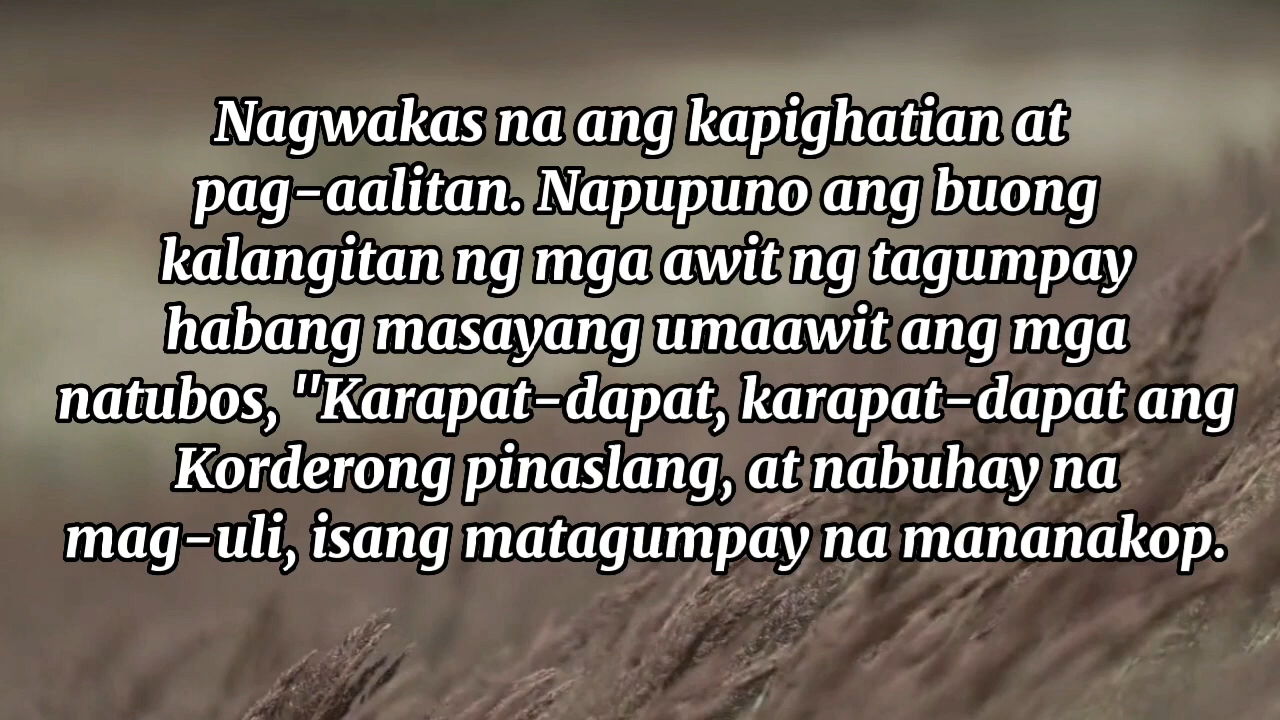 Nagwakas na ang kapighatian at
pag-aalitan. Napupuno ang buong
kalangitan ng mga awit ng tagumpay
habang masayang umaawit ang mga
natubos, "Karapat-dapat, karapat-dapat ang
Korderong pinaslang, at nabuhay na
mag-uli, isang matagumpay na mananakop.